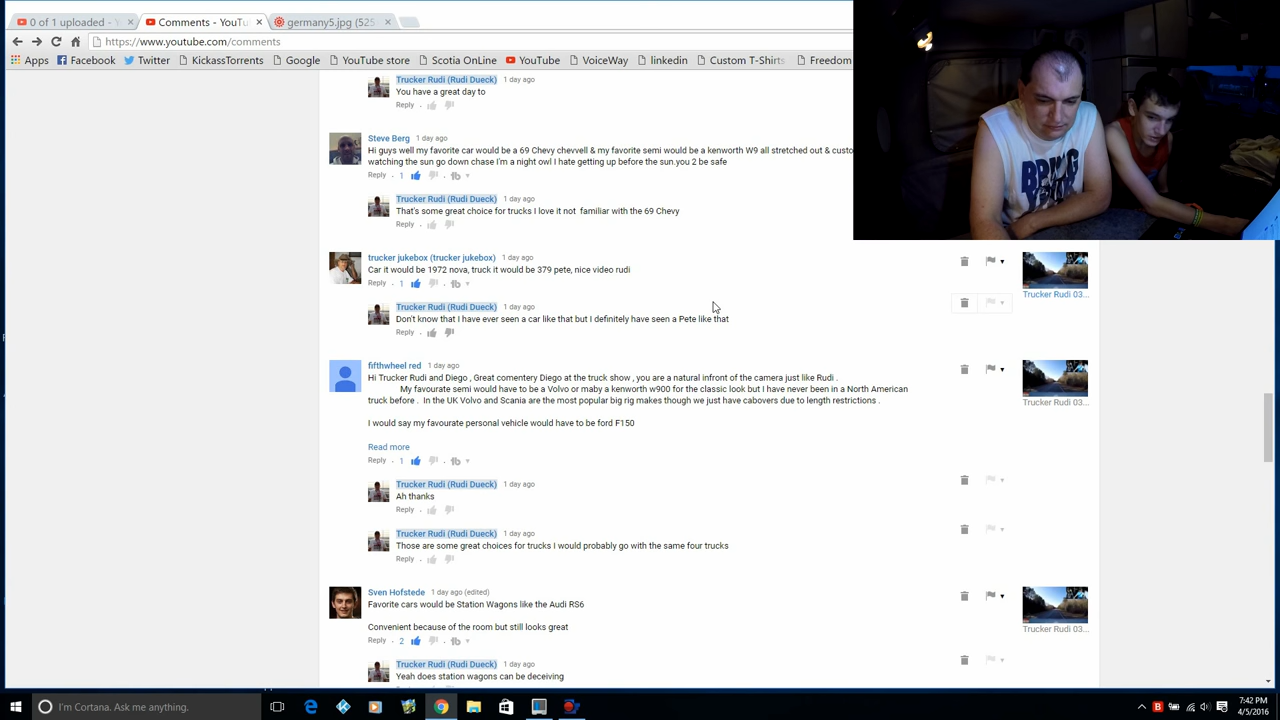 0 of 1 uploaded - Y
Comments - YouTu
germany5.jpg (525
https://www.youtube.com/comments
Apps Facebook Twitter KickassTorrents Google YouTube store Scotia OnLine YouTube VoiceWay linkedin Custom T-Shirts Freedom
Trucker Rudi (Rudi Dueck) 1 day ago
You have a great day to
Reply
Steve Berg 1 day ago
Hi guys well my favorite car would be a 69 Chevy chevvell & my favorite semi would be a kenworth W9 all stretched out & custo
watching the sun go down chase I'm a night owl I hate getting up before the sun.you 2 be safe
Reply 1
Trucker Rudi (Rudi Dueck) 1 day ago
That's some great choice for trucks I love it not familiar with the 69 Chevy
Reply
trucker jukebox (trucker jukebox) 1 day ago
Car it would be 1972 nova, truck it would be 379 pete, nice video rudi
Reply 1
Trucker Rudi 03...
Trucker Rudi (Rudi Dueck) 1 day ago
Don't know that I have ever seen a car like that but I definitely have seen a Pete like that
Reply
fifthwheel red 1 day ago
Hi Trucker Rudi and Diego , Great comentery Diego at the truck show , you are a natural infront of the camera just like Rudi .
My favourate semi would have to be a Volvo or maby a kenworth w900 for the classic look but I have never been in a North American
truck before . In the UK Volvo and Scania are the most popular big rig makes though we just have cabovers due to length restrictions .
I would say my favourate personal vehicle would have to be ford F150
Read more
Reply 1
Trucker Rudi 03...
Trucker Rudi (Rudi Dueck) 1 day ago
Ah thanks
Reply
Trucker Rudi (Rudi Dueck) 1 day ago
Those are some great choices for trucks I would probably go with the same four trucks
Reply
Sven Hofstede 1 day ago (edited)
Favorite cars would be Station Wagons like the Audi RS6
Convenient because of the room but still looks great
Reply 2
Trucker Rudi 03...
Trucker Rudi (Rudi Dueck) 1 day ago
Yeah does station wagons can be deceiving
I'm Cortana. Ask me anything.
7:42 PM
4/5/2016